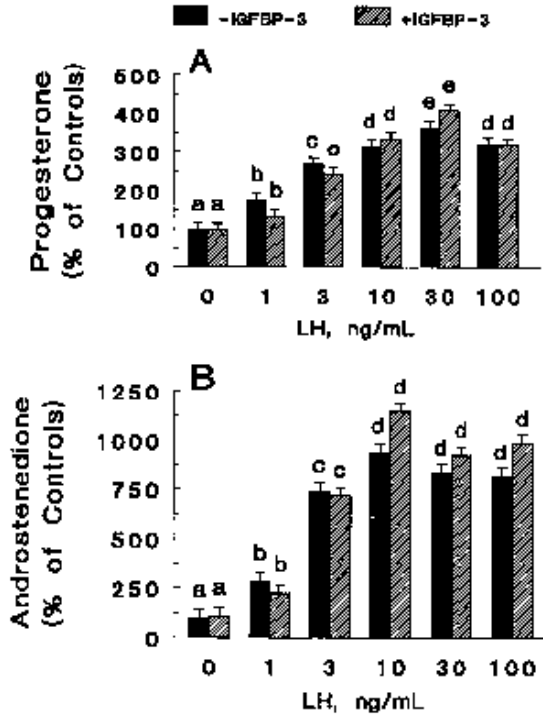 -IGFBP-3 +IGFBP-3
A
Progesterone
(% of Controls)
500
400
300
200
100
0
a a
b b
c c
d d
e e
d d
0 1 3 10 30 100
LH, ng/mL
B
Androstenedione
(% of Controls)
1250
1000
750
500
250
0
a a
b b
c c
d d
d d
d d
0 1 3 10 30 100
LH, ng/mL